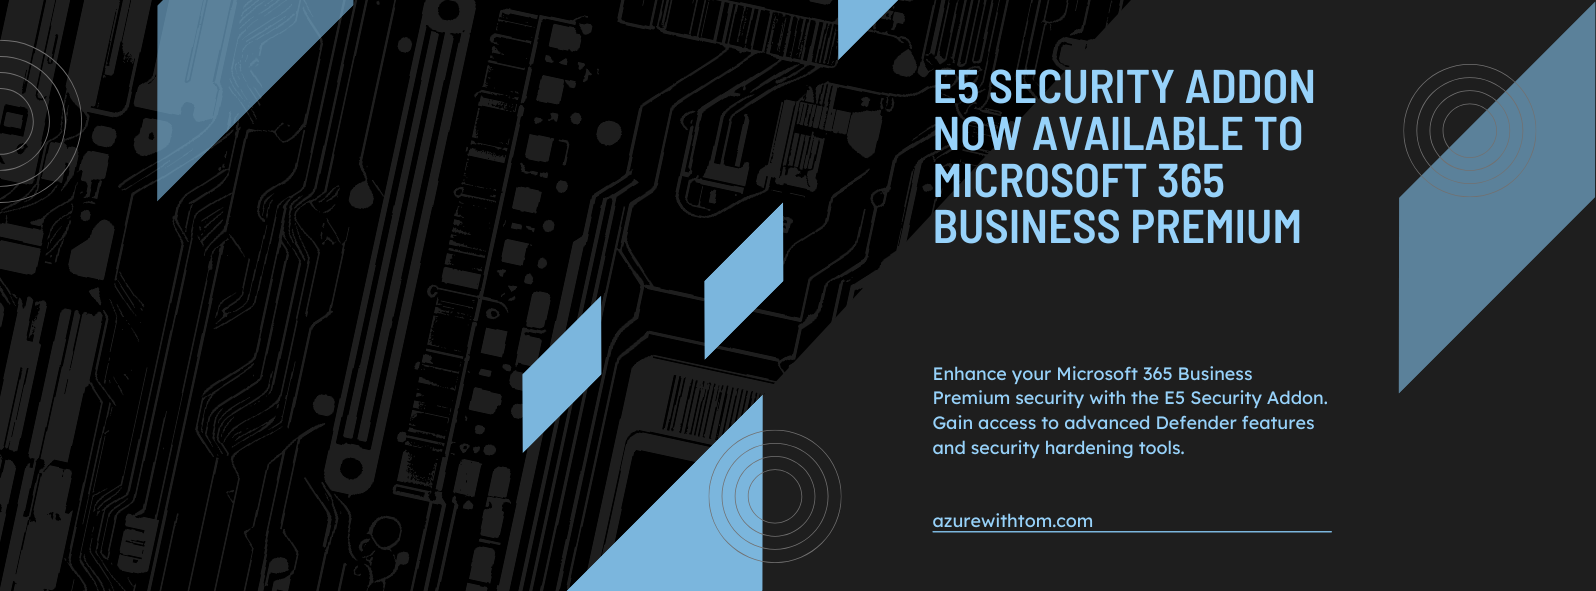 E5 SECURITY ADDON
NOW AVAILABLE TO
MICROSOFT 365
BUSINESS PREMIUM
Enhance your Microsoft 365 Business
Premium security with the E5 Security Addon.
Gain access to advanced Defender features
and security hardening tools.
azurewithtom.com